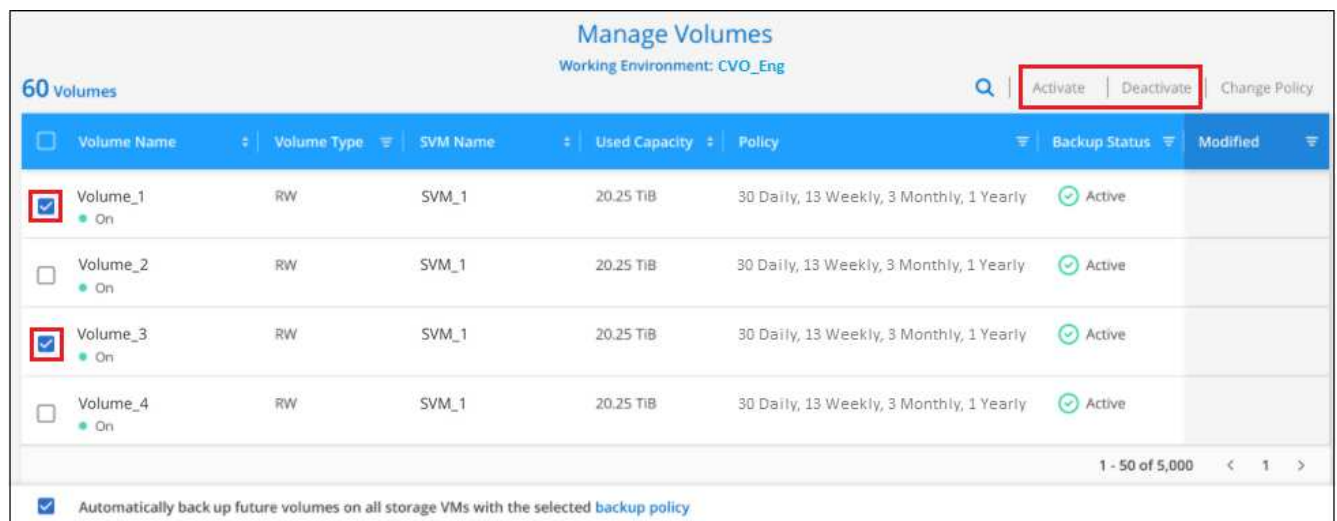 Manage Volumes
Working Environment: CVO_Eng
60 Volumes
Activate | Deactivate | Change Policy
Volume Name Volume Type SVM Name Used Capacity Policy Backup Status Modified
Volume_1 RW SVM_1 20.25 TiB 30 Daily, 13 Weekly, 3 Monthly, 1 Yearly Active
On
Volume_2 RW SVM_1 20.25 TiB 30 Daily, 13 Weekly, 3 Monthly, 1 Yearly Active
On
Volume_3 RW SVM_1 20.25 TiB 30 Daily, 13 Weekly, 3 Monthly, 1 Yearly Active
On
Volume_4 RW SVM_1 20.25 TiB 30 Daily, 13 Weekly, 3 Monthly, 1 Yearly Active
On
1 - 50 of 5,000 < 1 >
Automatically back up future volumes on all storage VMs with the selected backup policy